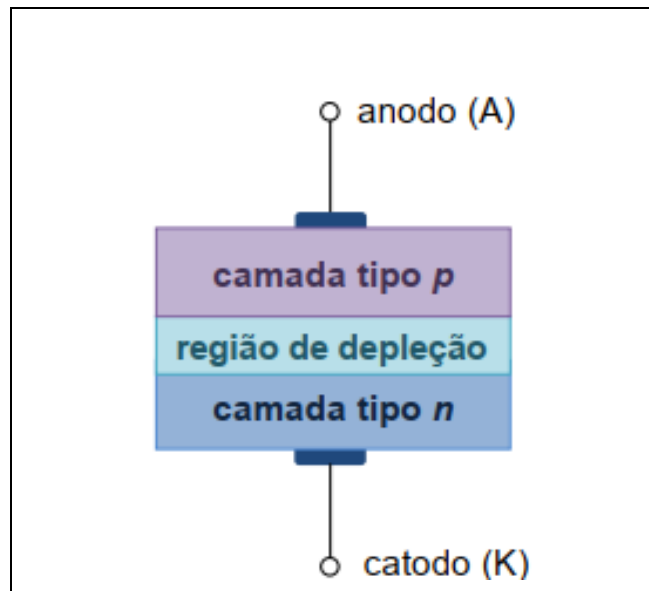 anodo (A)
camada tipo p
região de depleção
camada tipo n
catodo (K)